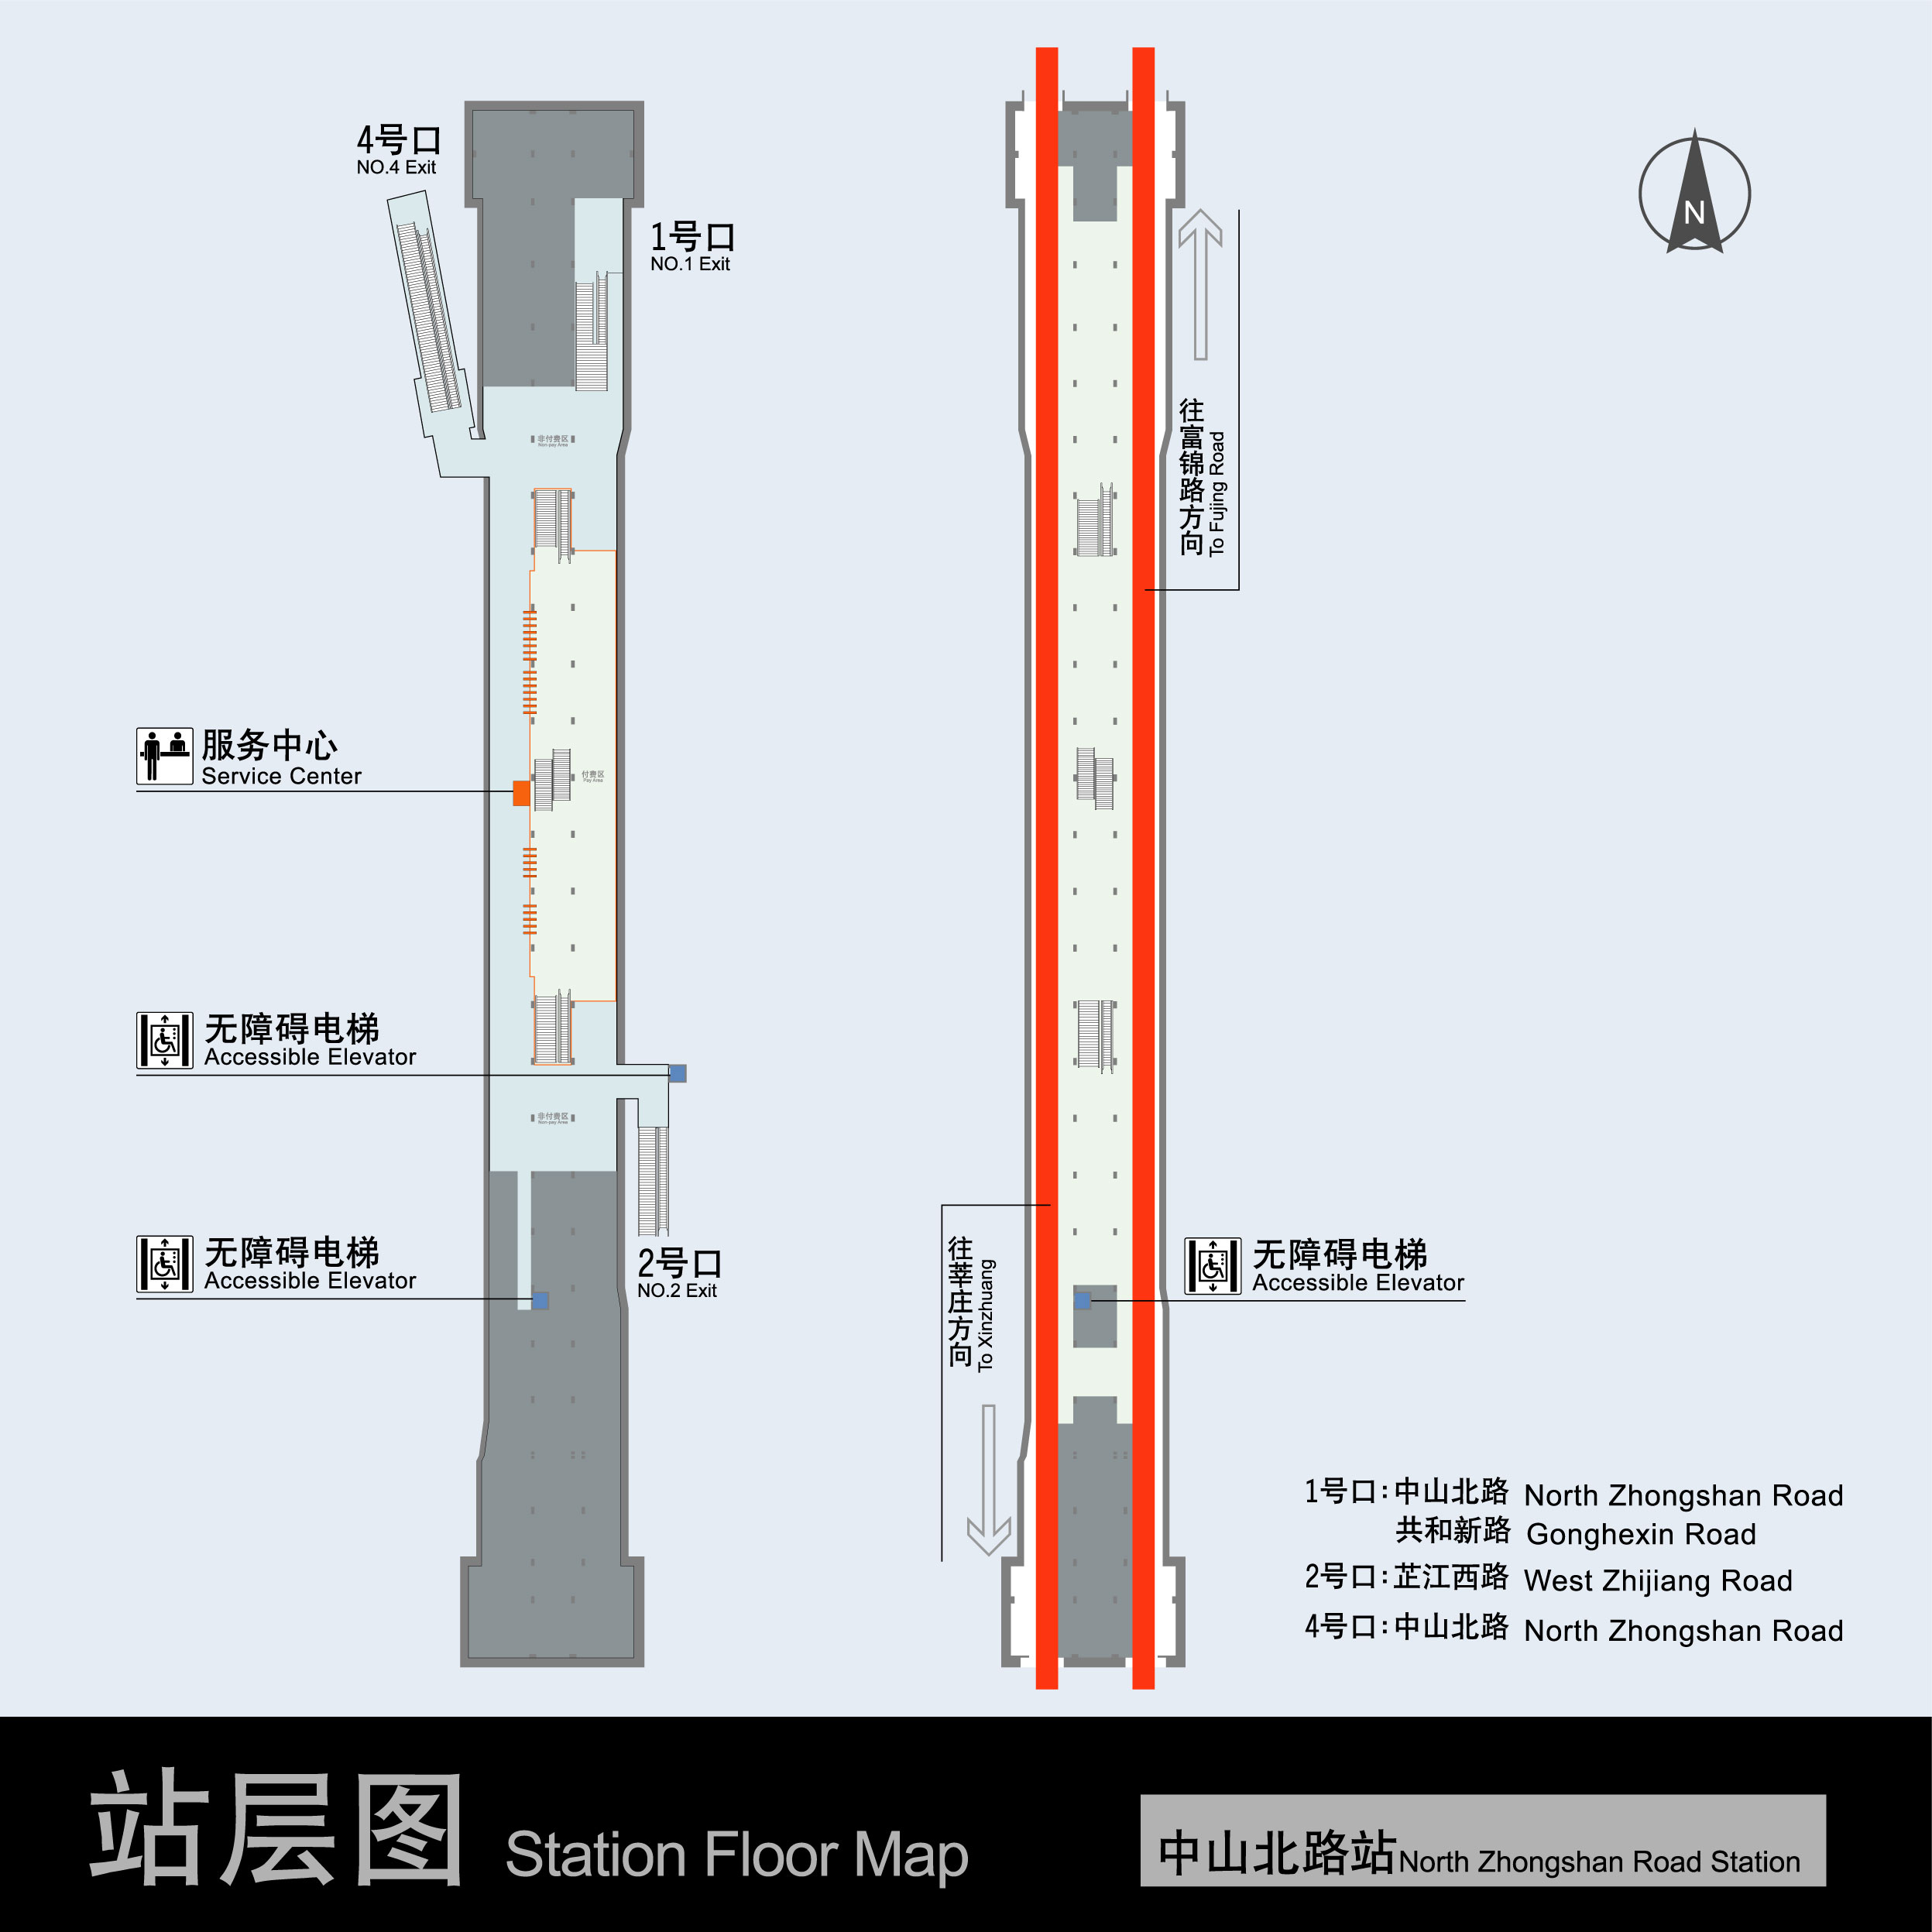 4号口
NO.4 Exit
1号口
NO.1 Exit
N
往富锦路方向
To Fujing Road
非付费区
Non-pay Area
服务中心
Service Center
付费区
Pay Area
无障碍电梯
Accessible Elevator
非付费区
Non-pay Area
无障碍电梯
Accessible Elevator
2号口
NO.2 Exit
往莘庄方向
To Xinzhuang
无障碍电梯
Accessible Elevator
1号口:中山北路 North Zhongshan Road
共和新路 Gonghexin Road
2号口:芷江西路 West Zhijiang Road
4号口:中山北路 North Zhongshan Road
站层图 Station Floor Map
中山北路站North Zhongshan Road Station